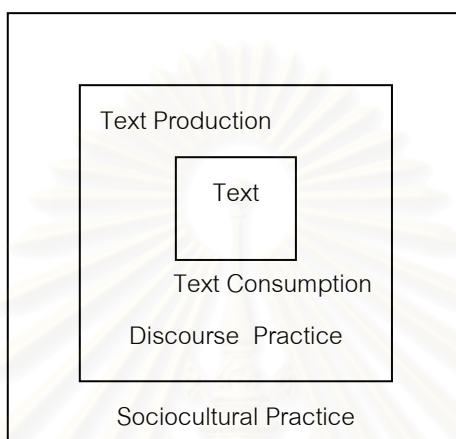 Text Production
Text
Text Consumption
Discourse Practice
Sociocultural Practice